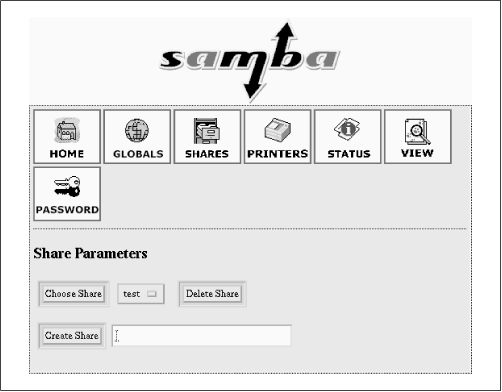 samba
HOME GLOBALS SHARES PRINTERS STATUS VIEW
PASSWORD
Share Parameters
Choose Share test Delete Share
Create Share